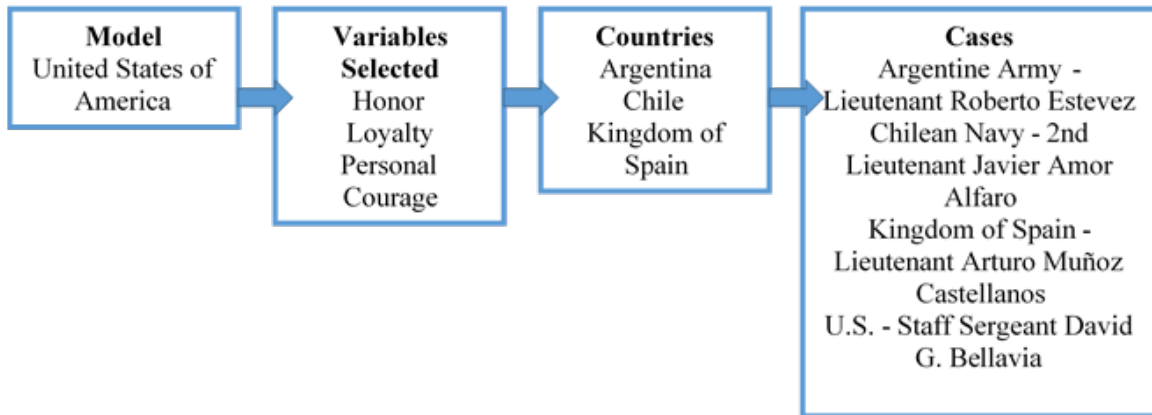 Model
United States of
America
Variables
Selected
Honor
Loyalty
Personal
Courage
Countries
Argentina
Chile
Kingdom of
Spain
Cases
Argentine Army -
Lieutenant Roberto Estevez
Chilean Navy - 2nd
Lieutenant Javier Amor
Alfaro
Kingdom of Spain -
Lieutenant Arturo Muñoz
Castellanos
U.S. - Staff Sergeant David
G. Bellavia